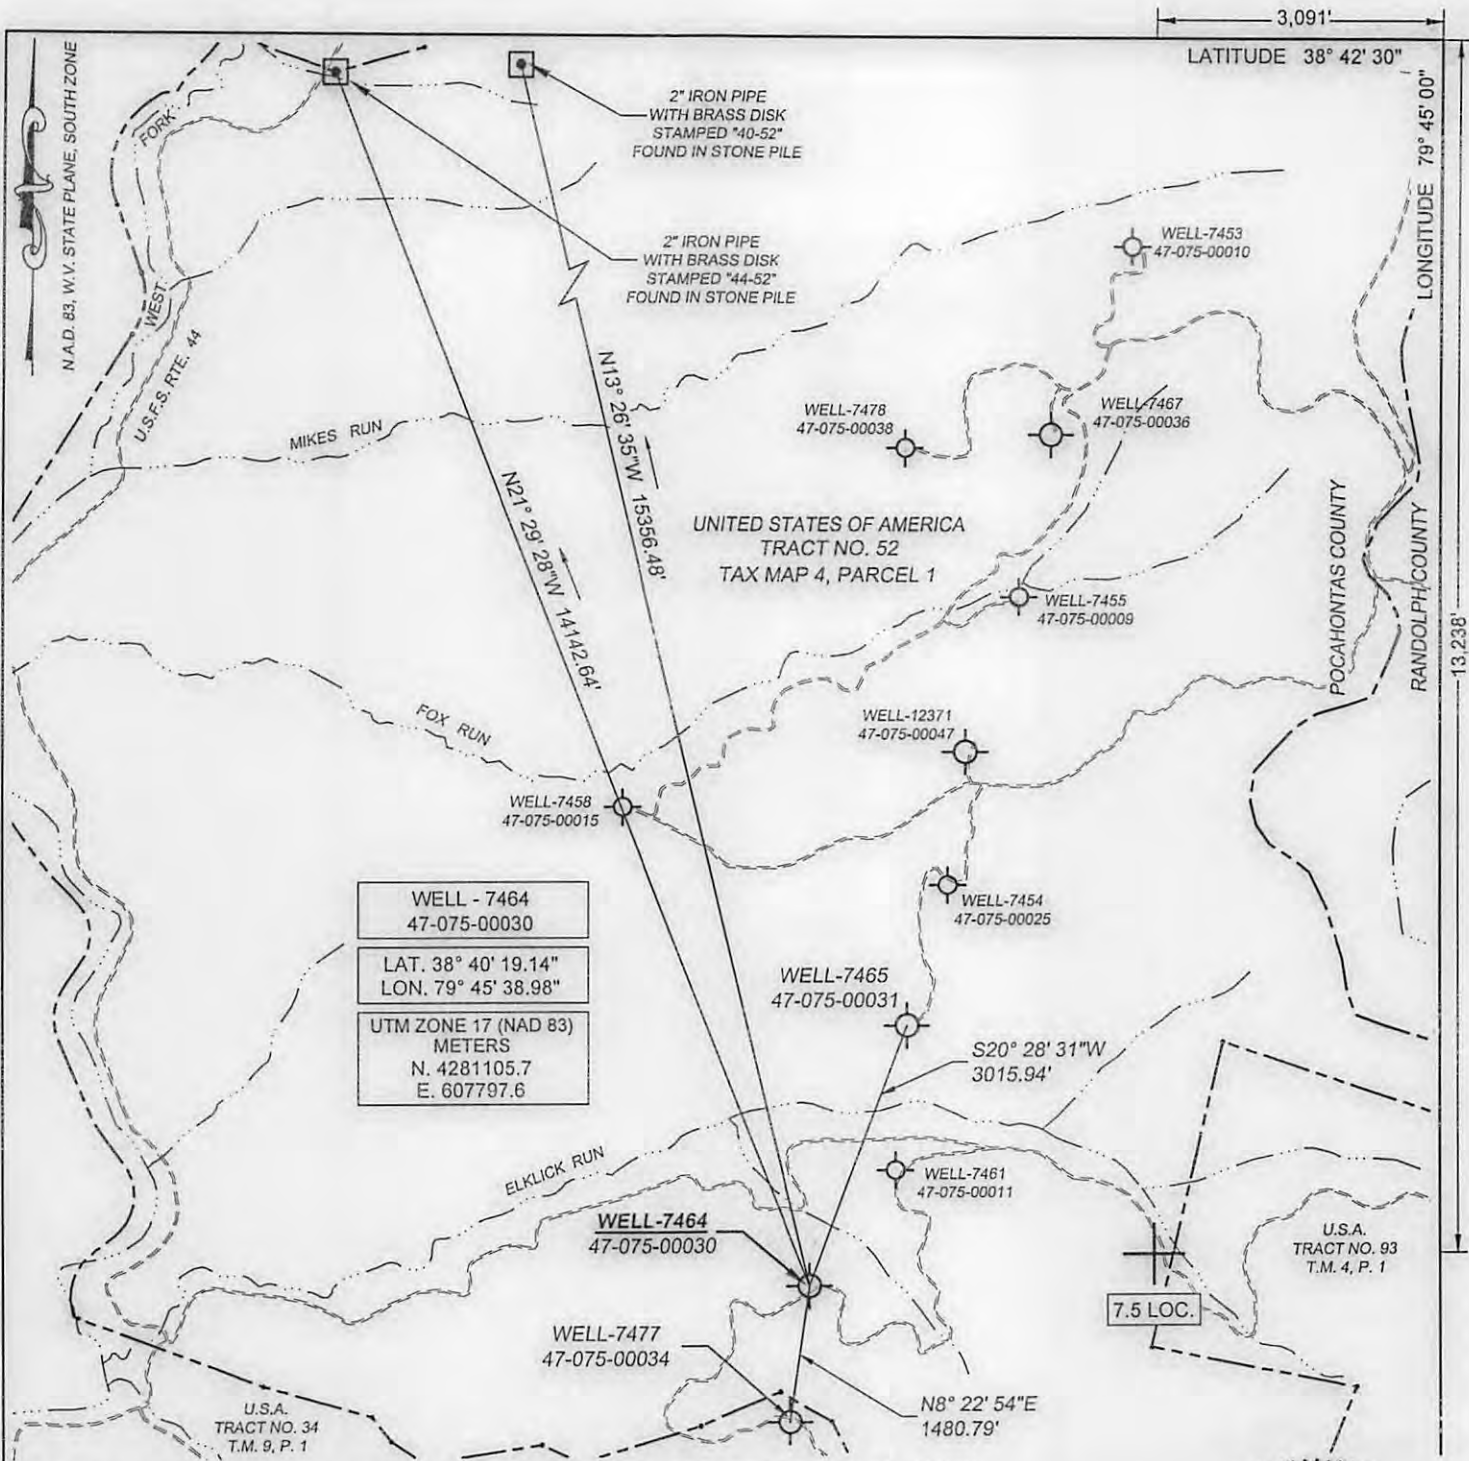 3,091'
LATITUDE 38° 42' 30"
LONGITUDE 79° 45' 00"
13,238'
N.A.D. 83, W.V. STATE PLANE, SOUTH ZONE
FORK
WEST
U.S.F.S. RTE. 44
2" IRON PIPE
WITH BRASS DISK
STAMPED "40-52"
FOUND IN STONE PILE
2" IRON PIPE
WITH BRASS DISK
STAMPED "44-52"
FOUND IN STONE PILE
WELL-7453
47-075-00010
MIKES RUN
N13° 26' 35"W 15356.48'
N21° 29' 28"W 14142.64'
WELL-7478
47-075-00038
WELL-7467
47-075-00036
UNITED STATES OF AMERICA
TRACT NO. 52
TAX MAP 4, PARCEL 1
POCAHONTAS COUNTY
RANDOLPH COUNTY
WELL-7455
47-075-00009
FOX RUN
WELL-12371
47-075-00047
WELL-7458
47-075-00015
WELL-7454
47-075-00025
WELL - 7464
47-075-00030
LAT. 38° 40' 19.14"
LON. 79° 45' 38.98"
UTM ZONE 17 (NAD 83)
METERS
N. 4281105.7
E. 607797.6
WELL-7465
47-075-00031
S20° 28' 31"W
3015.94'
ELKLICK RUN
WELL-7461
47-075-00011
WELL-7464
47-075-00030
U.S.A.
TRACT NO. 93
T.M. 4, P. 1
7.5 LOC.
WELL-7477
47-075-00034
N8° 22' 54"E
1480.79'
U.S.A.
TRACT NO. 34
T.M. 9, P. 1